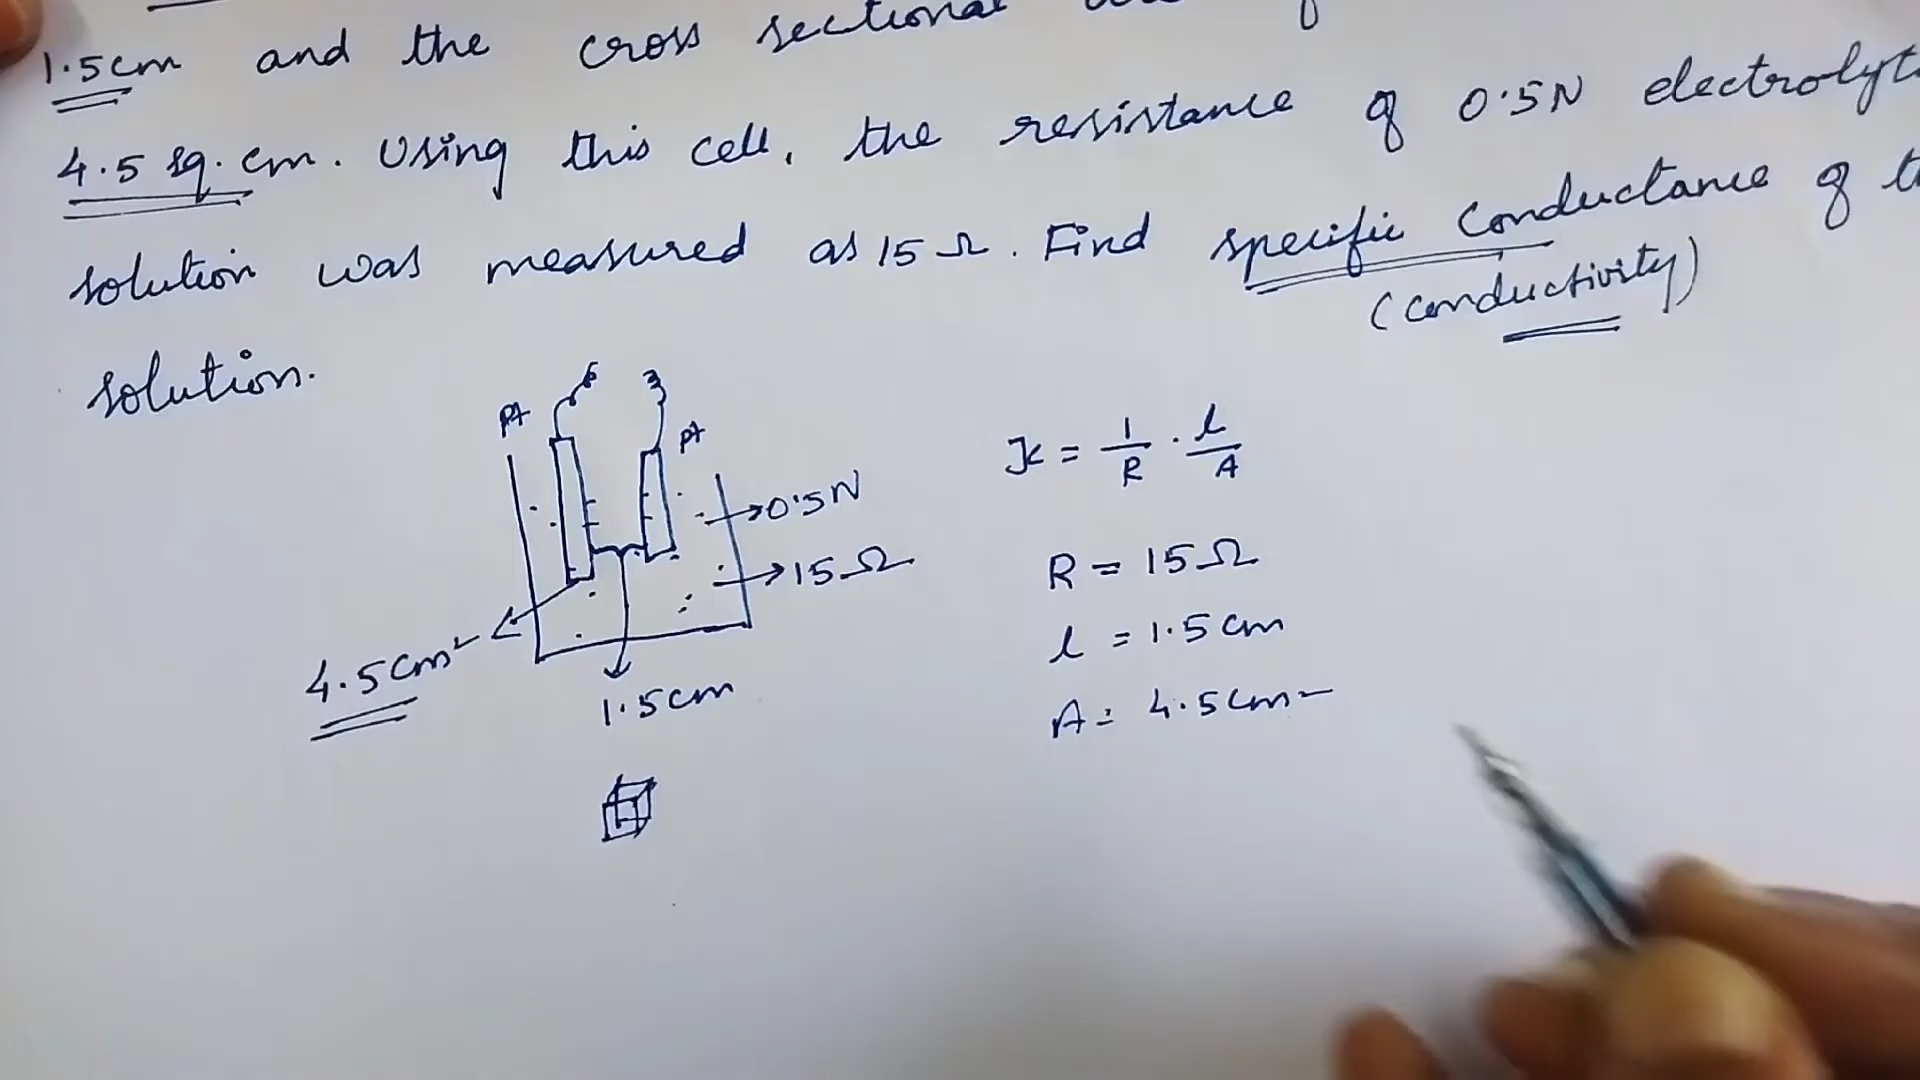 1.5cm and the cross sectional
4.5 sq. cm. Using this cell, the resistance of 0.5N
solution was measured as 15 Ω. Find specific Conductance of
(conductivity)
solution.
pt
pt
0.5N
15 Ω
4.5 cm²
1.5cm
K = 1/R · l/A
R = 15 Ω
l = 1.5 cm
A = 4.5 cm